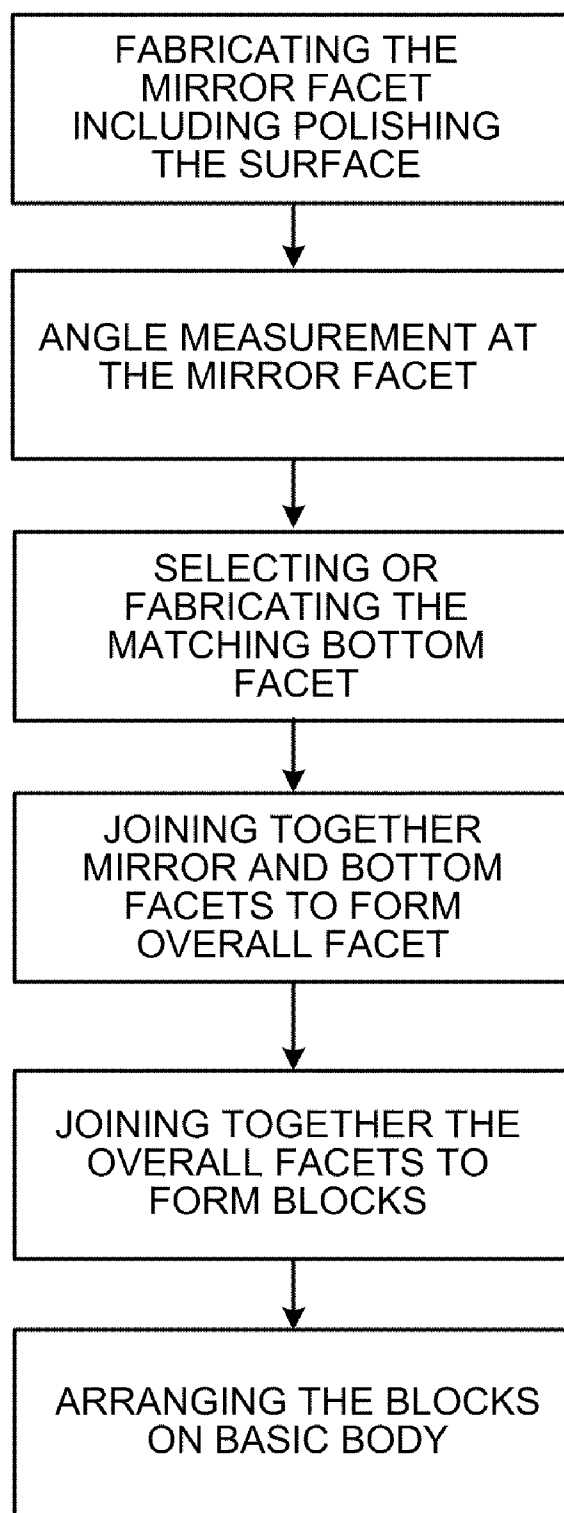 FABRICATING THE
MIRROR FACET
INCLUDING POLISHING
THE SURFACE
ANGLE MEASUREMENT AT
THE MIRROR FACET
SELECTING OR
FABRICATING THE
MATCHING BOTTOM
FACET
JOINING TOGETHER
MIRROR AND BOTTOM
FACETS TO FORM
OVERALL FACET
JOINING TOGETHER THE
OVERALL FACETS TO
FORM BLOCKS
ARRANGING THE BLOCKS
ON BASIC BODY